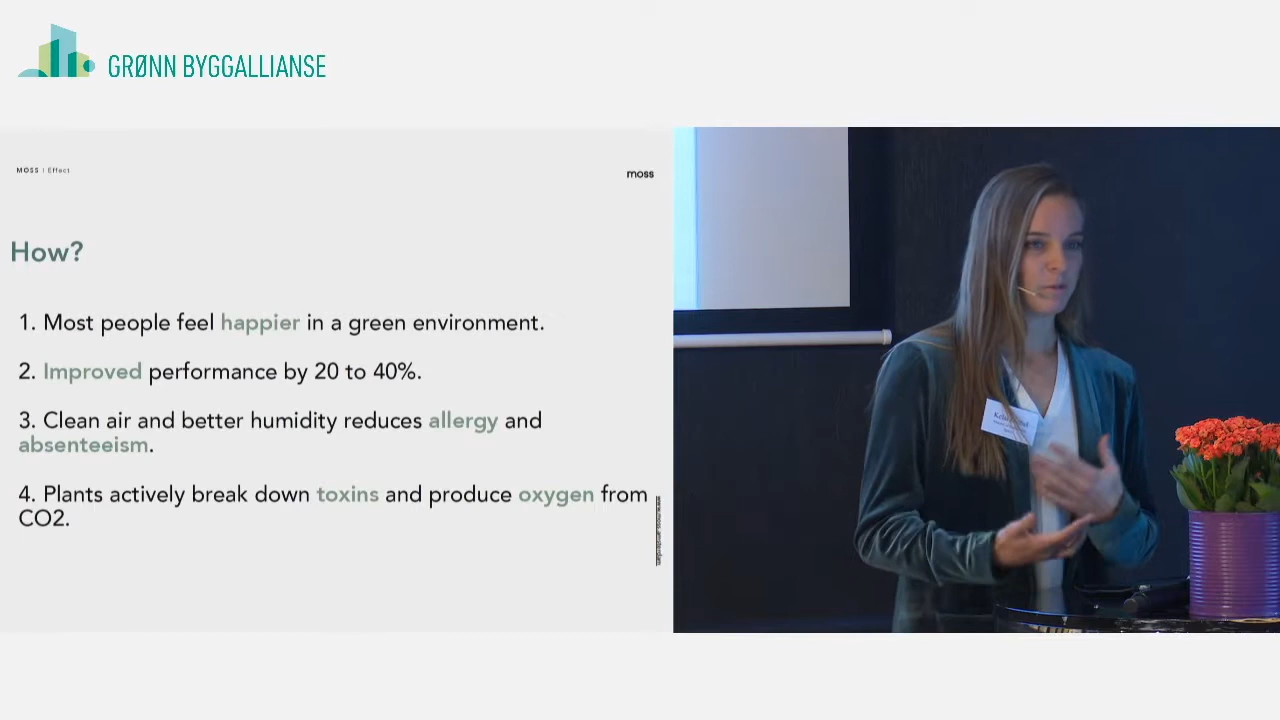 GRØNN BYGGALLIANSE
MOSS | Effect
moss
How?
1. Most people feel happier in a green environment.
2. Improved performance by 20 to 40%.
3. Clean air and better humidity reduces allergy and
absenteeism.
4. Plants actively break down toxins and produce oxygen from
CO2.